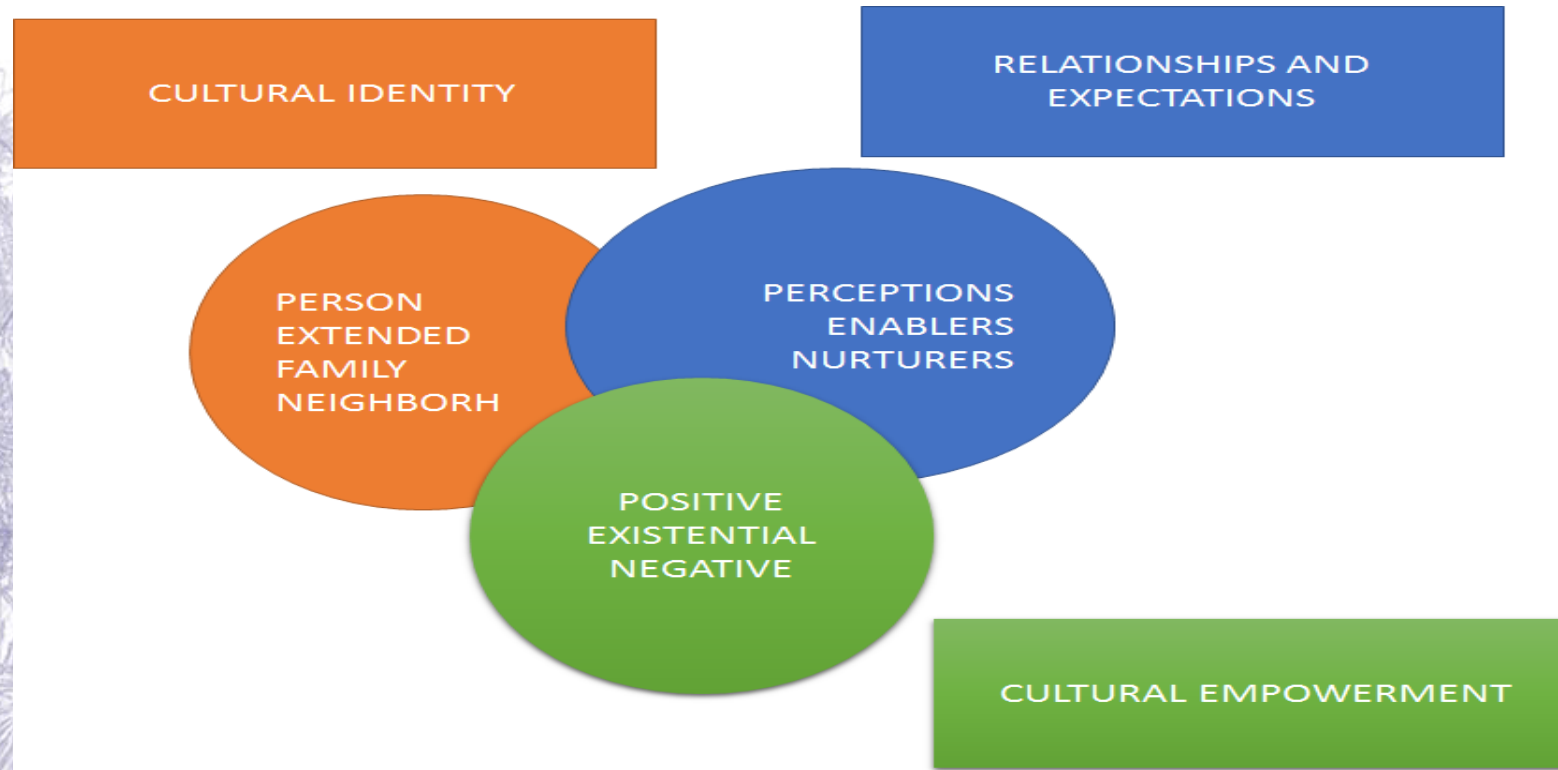 CULTURAL IDENTITY
RELATIONSHIPS AND
EXPECTATIONS
PERSON
EXTENDED
FAMILY
NEIGHBORH
PERCEPTIONS
ENABLERS
NURTURERS
POSITIVE
EXISTENTIAL
NEGATIVE
CULTURAL EMPOWERMENT